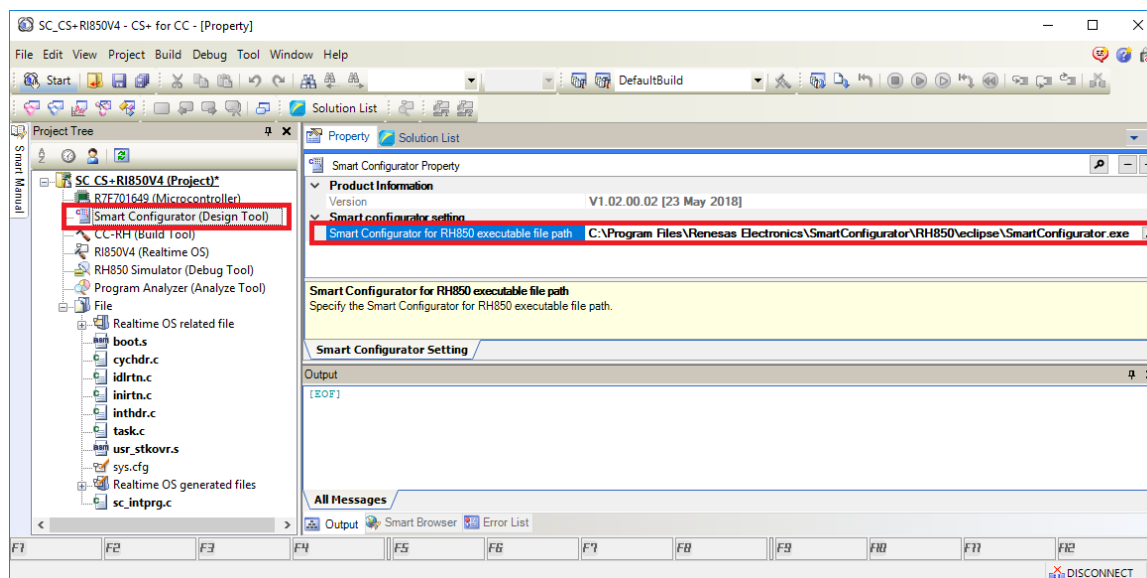 SC_CS+RI850V4 - CS+ for CC - [Property]
File Edit View Project Build Debug Tool Window Help
Start DefaultBuild
Solution List
Smart Manual
Project Tree
SC_CS+RI850V4 (Project)*
R7F701649 (Microcontroller)
Smart Configurator (Design Tool)
CC-RH (Build Tool)
RI850V4 (Realtime OS)
RH850 Simulator (Debug Tool)
Program Analyzer (Analyze Tool)
File
Realtime OS related file
boot.s
cychdr.c
idlrtn.c
inirtn.c
inthdr.c
task.c
usr_stkovr.s
sys.cfg
Realtime OS generated files
sc_intprg.c
Property Solution List
Smart Configurator Property
Product Information
Version V1.02.00.02 [23 May 2018]
Smart configurator setting
Smart Configurator for RH850 executable file path C:\Program Files\Renesas Electronics\SmartConfigurator\RH850\eclipse\SmartConfigurator.exe
Smart Configurator for RH850 executable file path
Specify the Smart Configurator for RH850 executable file path.
Smart Configurator Setting
Output
[EOF]
All Messages
Output Smart Browser Error List
F1 F2 F3 F4 F5 F6 F7 F8 F9 F10 F11 F12
DISCONNECT